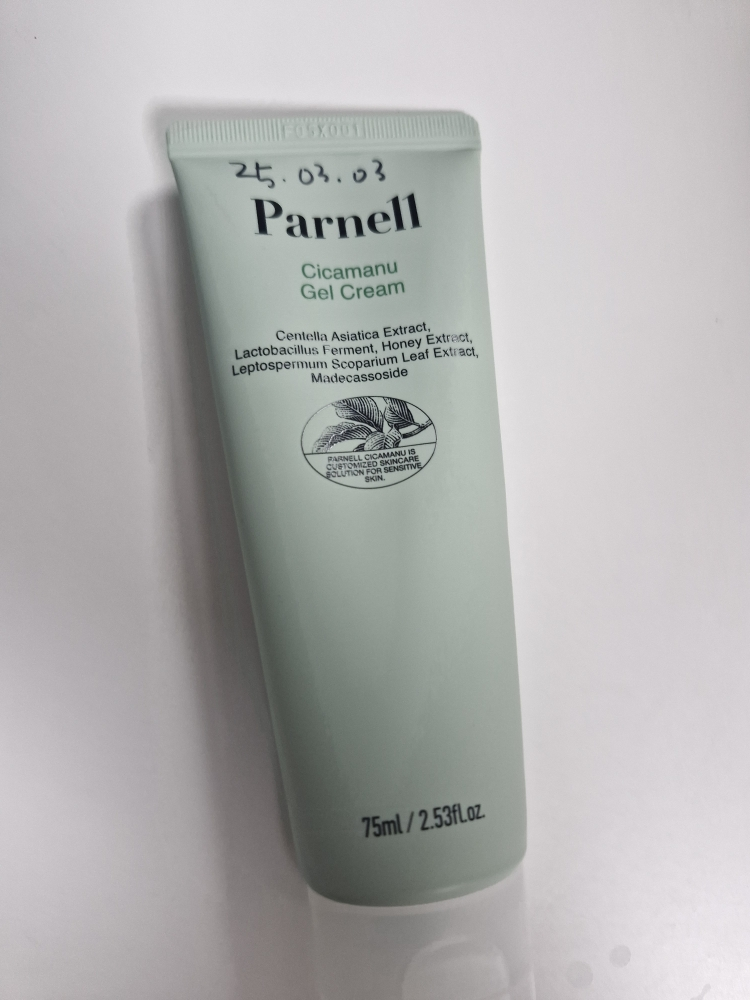 25.03.03
Parnell
Cicamanu
Gel Cream
Centella Asiatica Extract,
Lactobacillus Ferment, Honey Extract,
Leptospermum Scoparium Leaf Extract,
Madecassoside
PARNELL CICAMANU IS
CUSTOMIZED SKINCARE
SOLUTION FOR SENSITIVE
SKIN.
75ml / 2.53fl.oz.